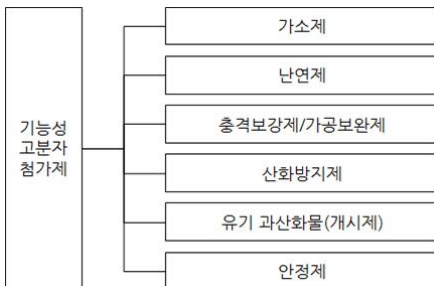 기능성
고분자
첨가제
가소제
난연제
충격보강제/가공보완제
산화방지제
유기 과산화물(개시제)
안정제